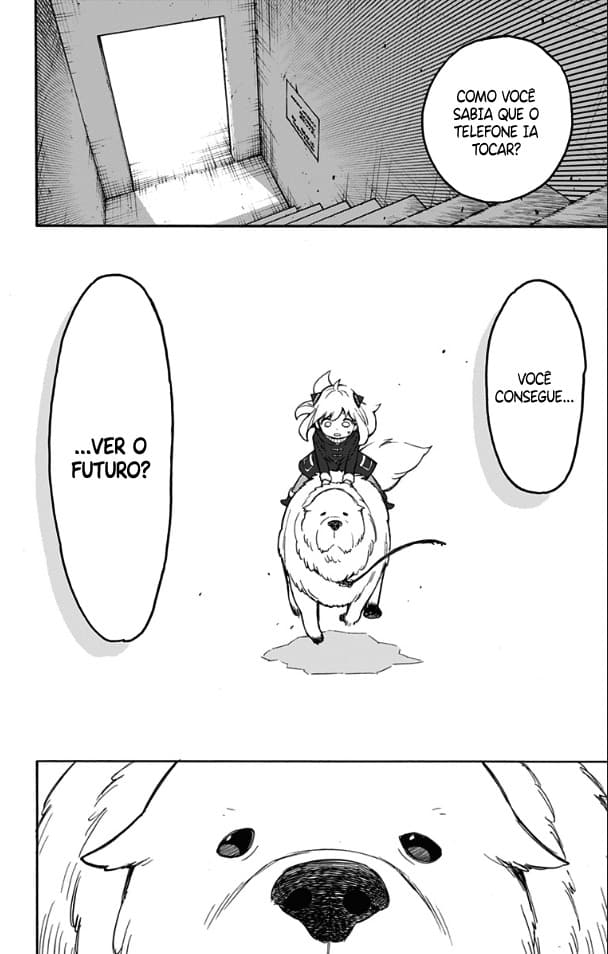 COMO VOCÊ
SABIA QUE O
TELEFONE IA
TOCAR?
VOCÊ
CONSEGUE...
...VER O
FUTURO?